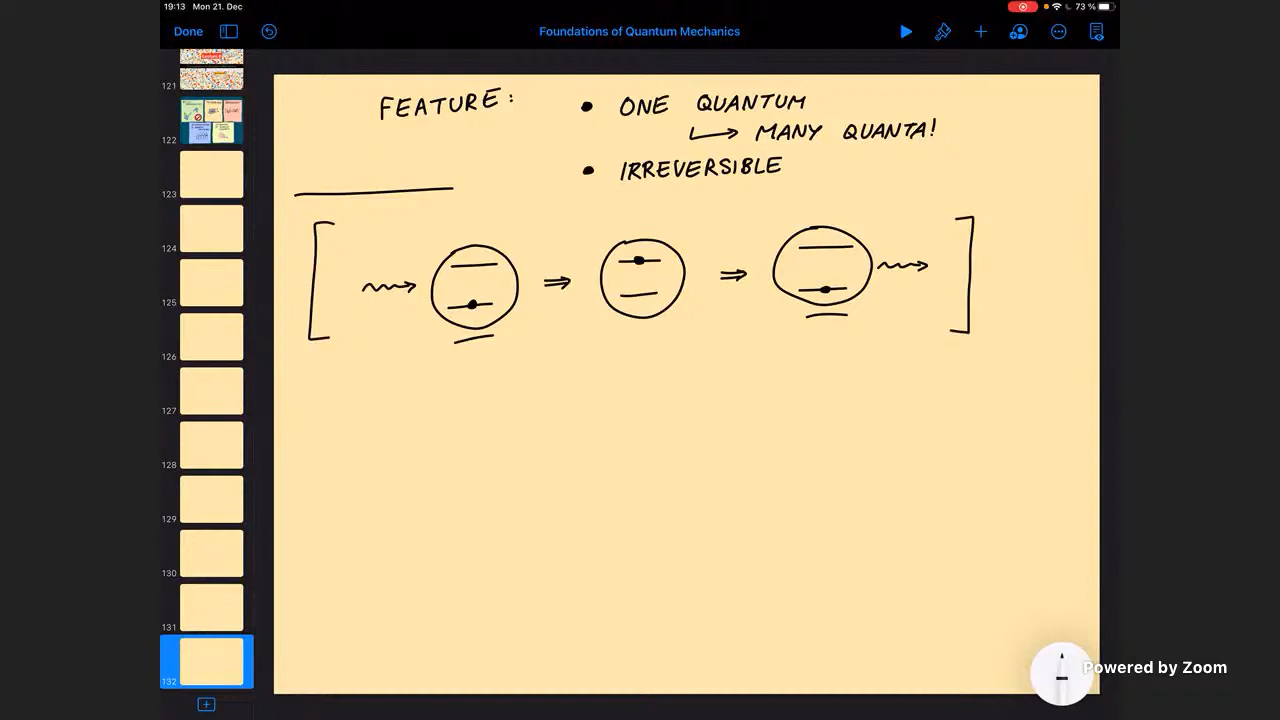 19:13 Mon 21. Dec
73 %
Done
Foundations of Quantum Mechanics
FEATURE:
• ONE QUANTUM
↳ MANY QUANTA!
• IRREVERSIBLE
121
122
123
124
125
126
127
128
129
130
131
132
Powered by Zoom